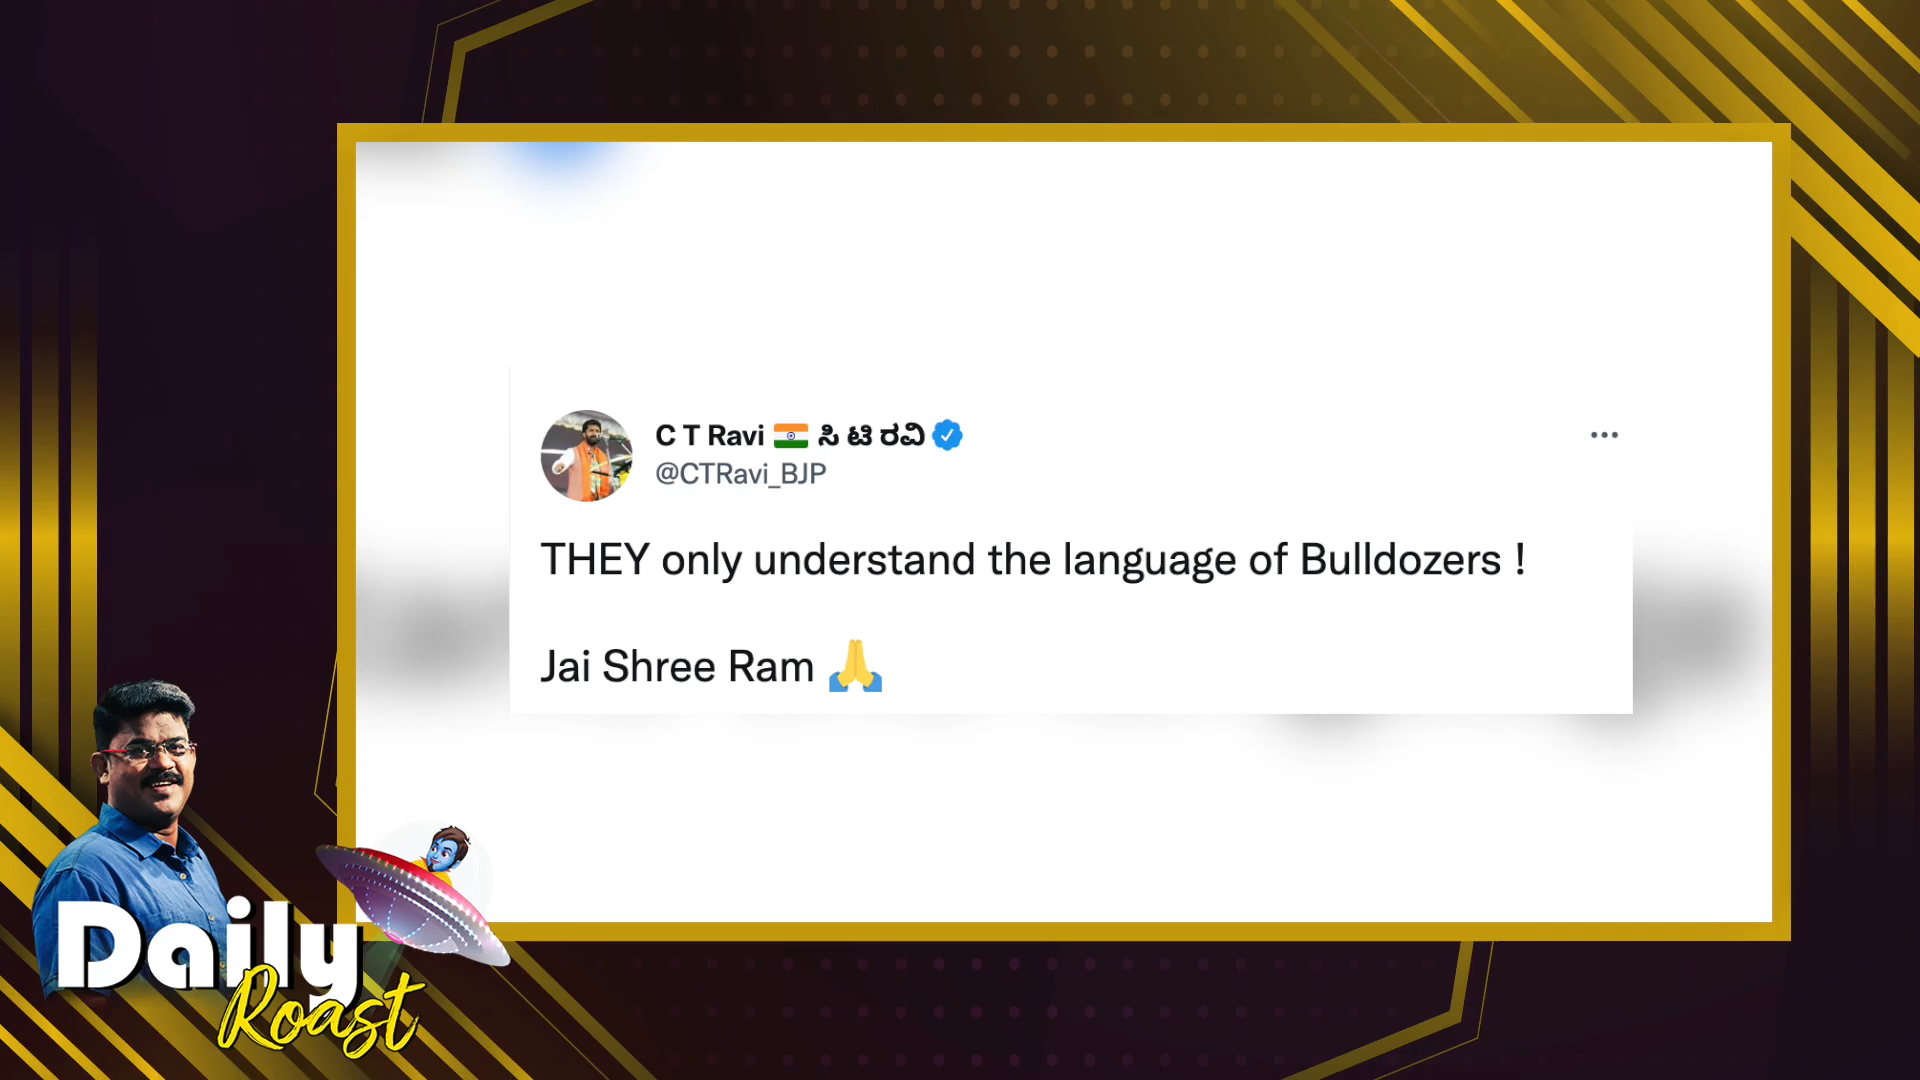 C T Ravi 🇮🇳 ಸಿ ಟಿ ರವಿ
@CTRavi_BJP
THEY only understand the language of Bulldozers !
Jai Shree Ram 🙏
Daily
Roast